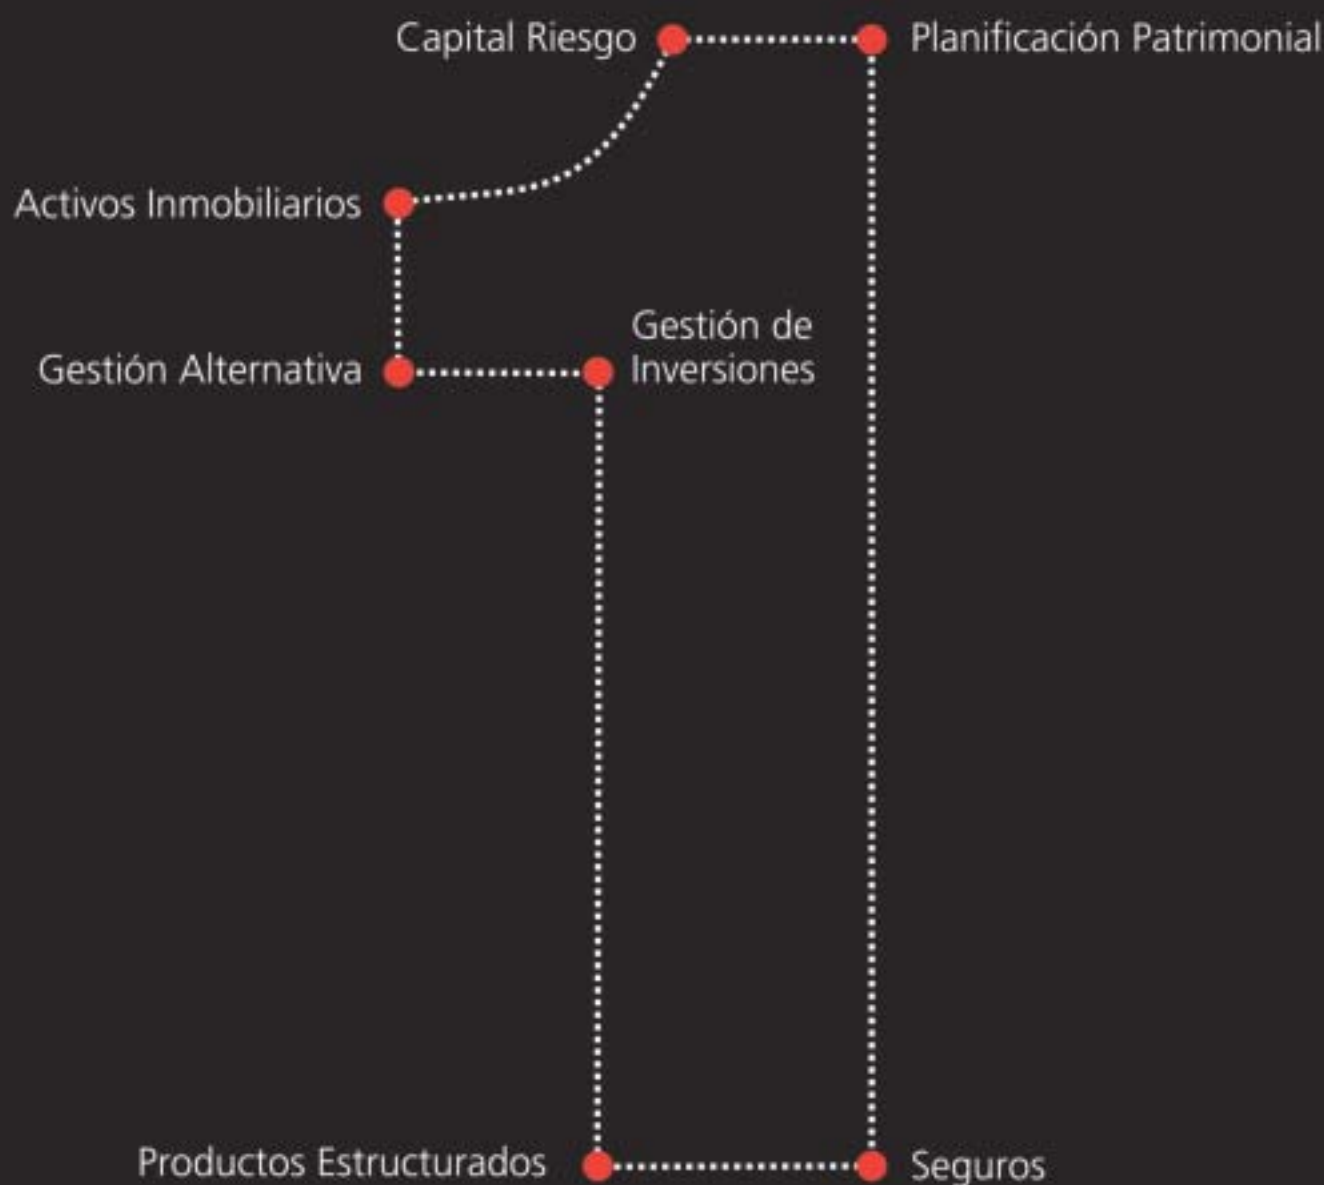 Capital Riesgo
Planificación Patrimonial
Activos Inmobiliarios
Gestión de
Inversiones
Gestión Alternativa
Productos Estructurados
Seguros